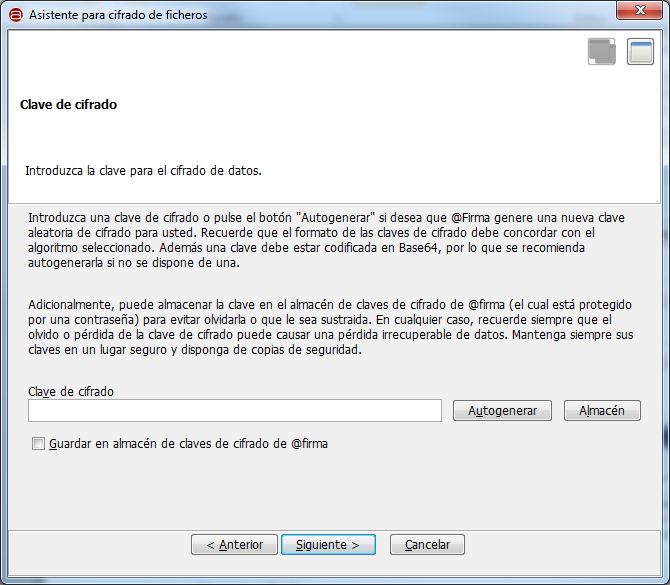 Asistente para cifrado de ficheros
Clave de cifrado
Introduzca la clave para el cifrado de datos.
Introduzca una clave de cifrado o pulse el botón "Autogenerar" si desea que @Firma genere una nueva clave
aleatoria de cifrado para usted. Recuerde que el formato de las claves de cifrado debe concordar con el
algoritmo seleccionado. Además una clave debe estar codificada en Base64, por lo que se recomienda
autogenerarla si no se dispone de una.
Adicionalmente, puede almacenar la clave en el almacén de claves de cifrado de @firma (el cual está protegido
por una contraseña) para evitar olvidarla o que le sea sustraida. En cualquier caso, recuerde siempre que el
olvido o pérdida de la clave de cifrado puede causar una pérdida irrecuperable de datos. Mantenga siempre sus
claves en un lugar seguro y disponga de copias de seguridad.
Clave de cifrado
Autogenerar Almacén
Guardar en almacén de claves de cifrado de @firma
< Anterior Siguiente > Cancelar